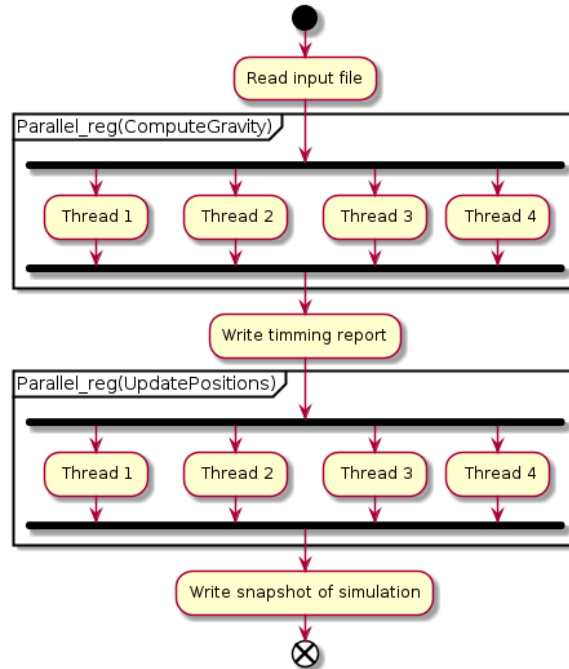 Read input file
Parallel_reg(ComputeGravity)
Thread 1
Thread 2
Thread 3
Thread 4
Write timming report
Parallel_reg(UpdatePositions)
Thread 1
Thread 2
Thread 3
Thread 4
Write snapshot of simulation